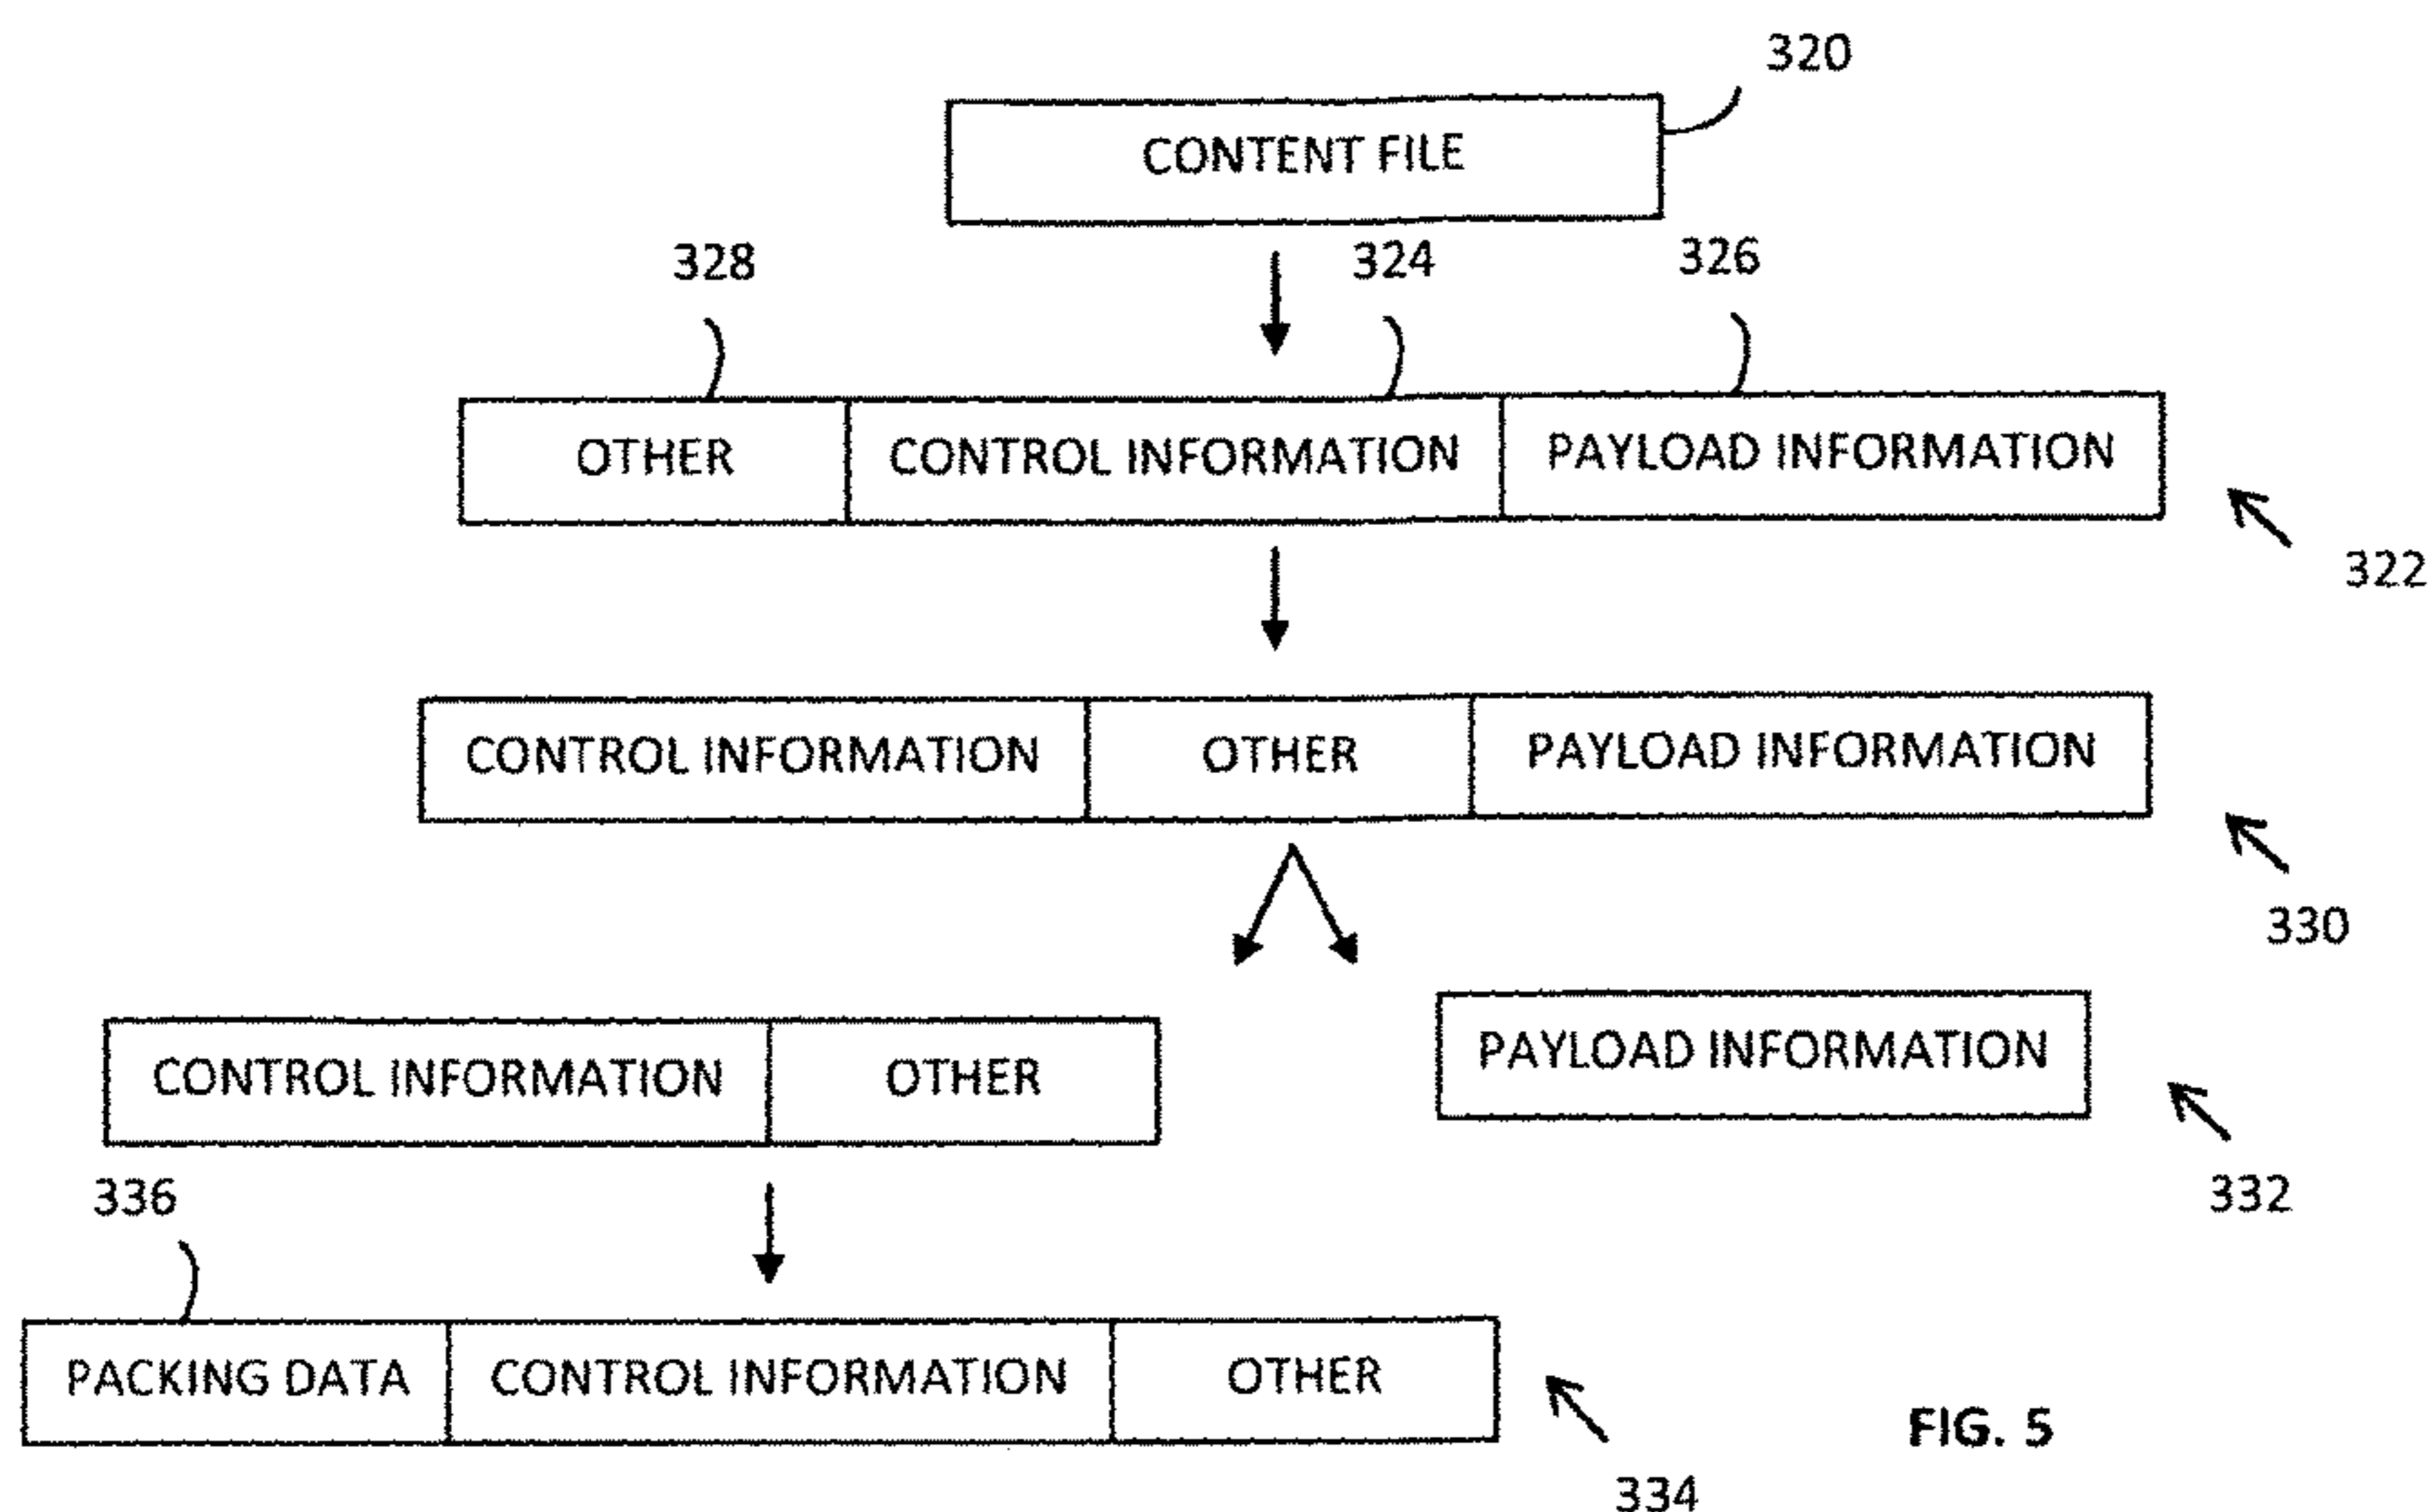 320
CONTENT FILE
328 324 326
OTHER CONTROL INFORMATION PAYLOAD INFORMATION
322
CONTROL INFORMATION OTHER PAYLOAD INFORMATION
330
CONTROL INFORMATION OTHER PAYLOAD INFORMATION
336 332
PACKING DATA CONTROL INFORMATION OTHER
FIG. 5
334